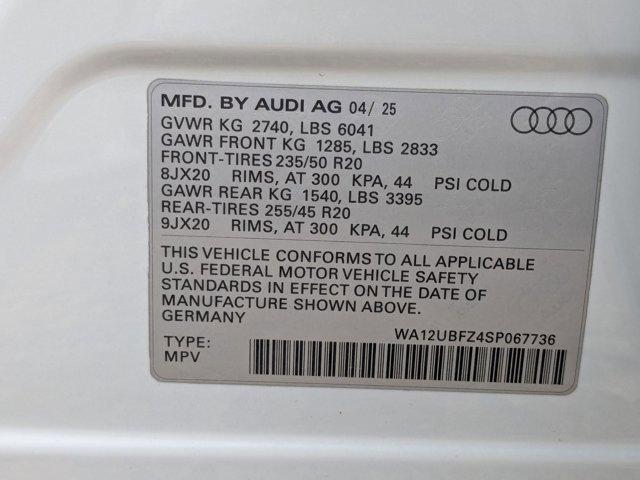 MFD. BY AUDI AG 04/ 25
GVWR KG 2740, LBS 6041
GAWR FRONT KG 1285, LBS 2833
FRONT-TIRES 235/50 R20
8JX20 RIMS, AT 300 KPA, 44 PSI COLD
GAWR REAR KG 1540, LBS 3395
REAR-TIRES 255/45 R20
9JX20 RIMS, AT 300 KPA, 44 PSI COLD
THIS VEHICLE CONFORMS TO ALL APPLICABLE
U.S. FEDERAL MOTOR VEHICLE SAFETY
STANDARDS IN EFFECT ON THE DATE OF
MANUFACTURE SHOWN ABOVE.
GERMANY
WA12UBFZ4SP067736
TYPE:
MPV